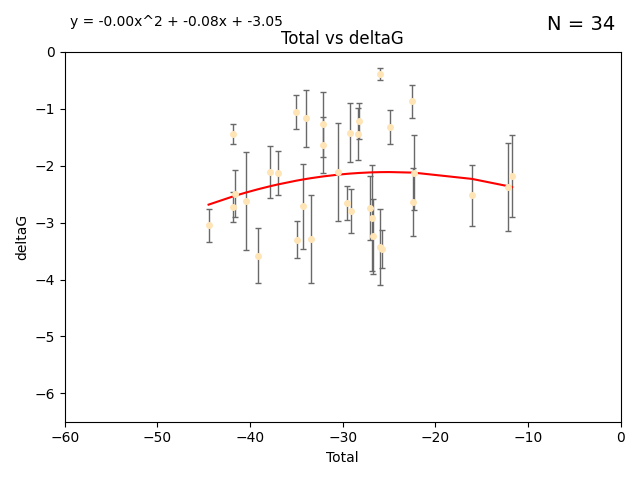 y = -0.00x^2 + -0.08x + -3.05
N = 34
Total vs deltaG
0
−1
−2
−3
−4
−5
−6
deltaG
−60 −50 −40 −30 −20 −10 0
Total